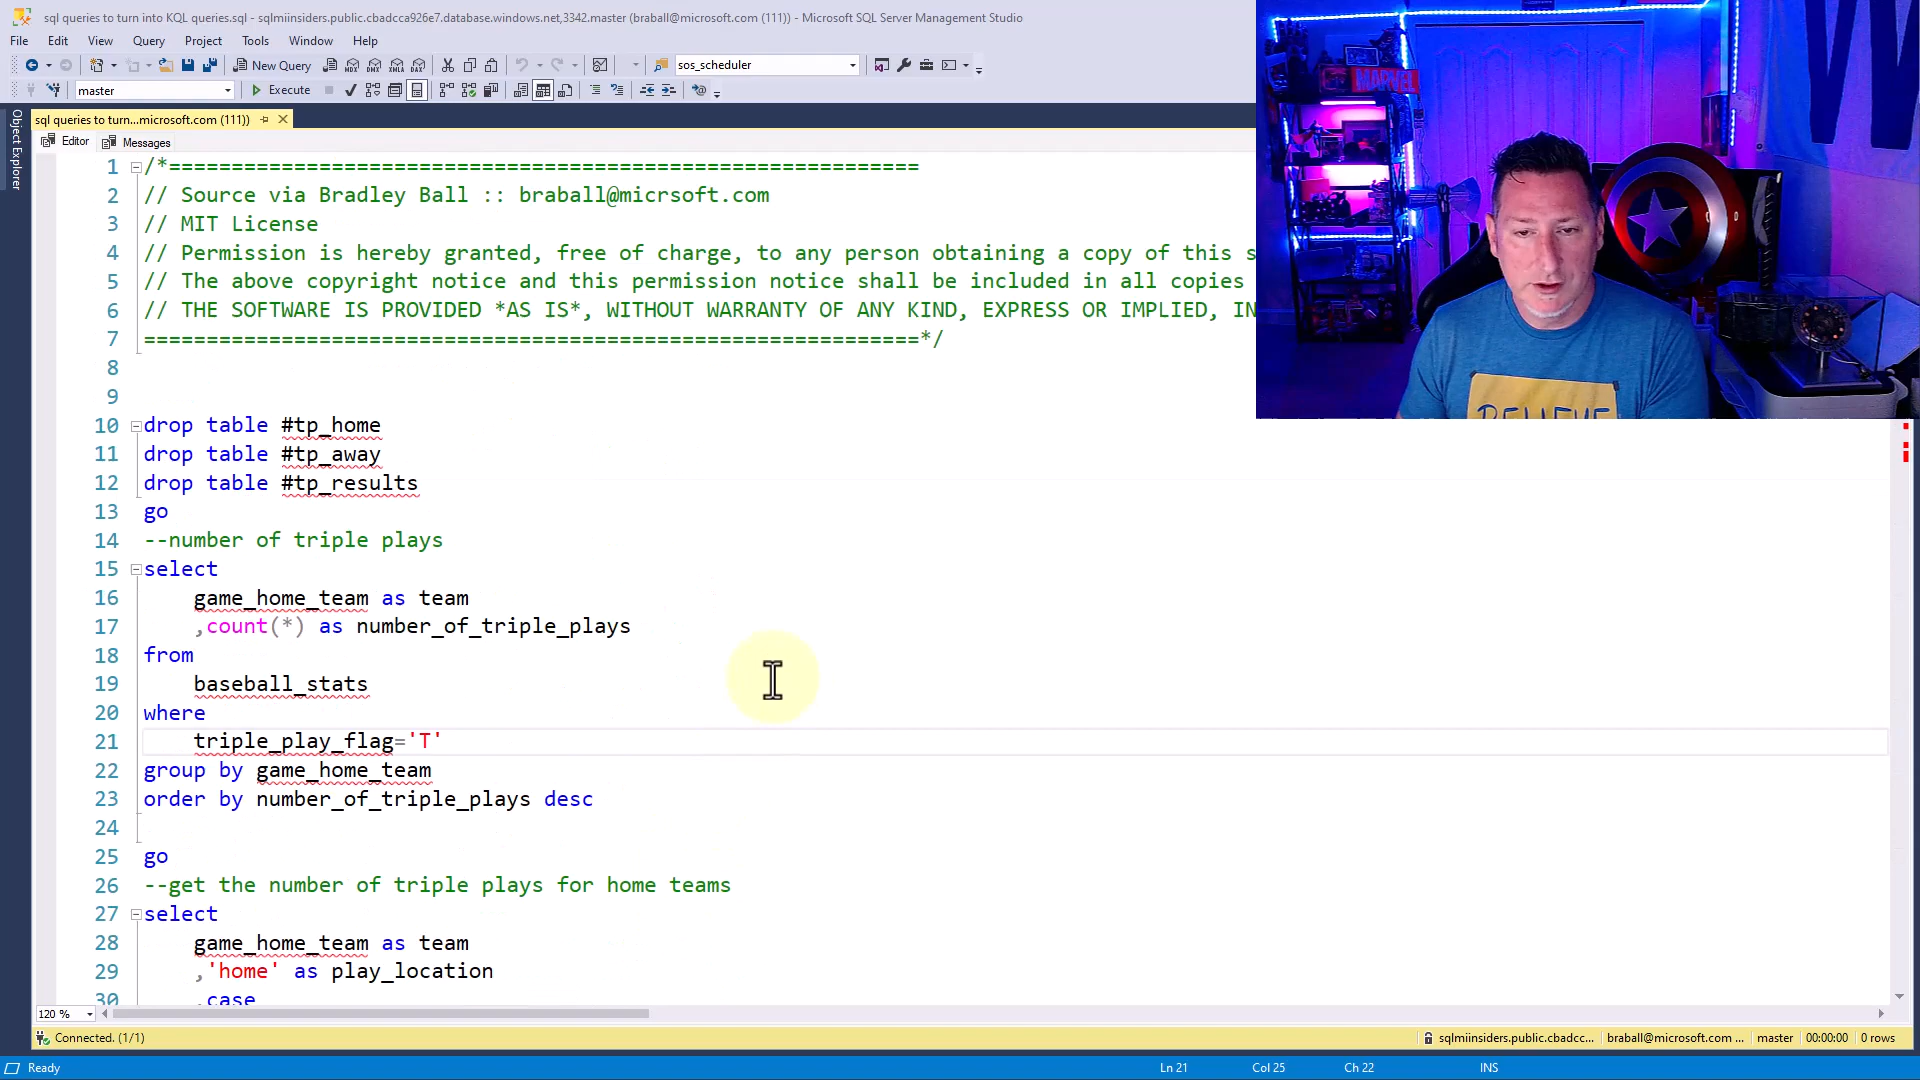 sql queries to turn into KQL queries.sql - sqlmiinsiders.public.cbadcca926e7.database.windows.net,3342.master (braball@microsoft.com (111)) - Microsoft SQL Server Management Studio
File Edit View Query Project Tools Window Help
New Query sos_scheduler
master Execute
sql queries to turn...microsoft.com (111))
Object Explorer
Editor Messages
1 /*============================================================
2 // Source via Bradley Ball :: braball@micrsoft.com
3 // MIT License
4 // Permission is hereby granted, free of charge, to any person obtaining a copy of this s
5 // The above copyright notice and this permission notice shall be included in all copies
6 // THE SOFTWARE IS PROVIDED *AS IS*, WITHOUT WARRANTY OF ANY KIND, EXPRESS OR IMPLIED, IN
7 ==============================================================*/
8
9
10 drop table #tp_home
11 drop table #tp_away
12 drop table #tp_results
13 go
14 --number of triple plays
15 select
16 game_home_team as team
17 ,count(*) as number_of_triple_plays
18 from
19 baseball_stats
20 where
21 triple_play_flag='T'
22 group by game_home_team
23 order by number_of_triple_plays desc
24
25 go
26 --get the number of triple plays for home teams
27 select
28 game_home_team as team
29 ,'home' as play_location
30 ,case
120 %
Connected. (1/1) sqlmiinsiders.public.cbadcc... braball@microsoft.com ... master 00:00:00 0 rows
Ready Ln 21 Col 25 Ch 22 INS
BELIEVE